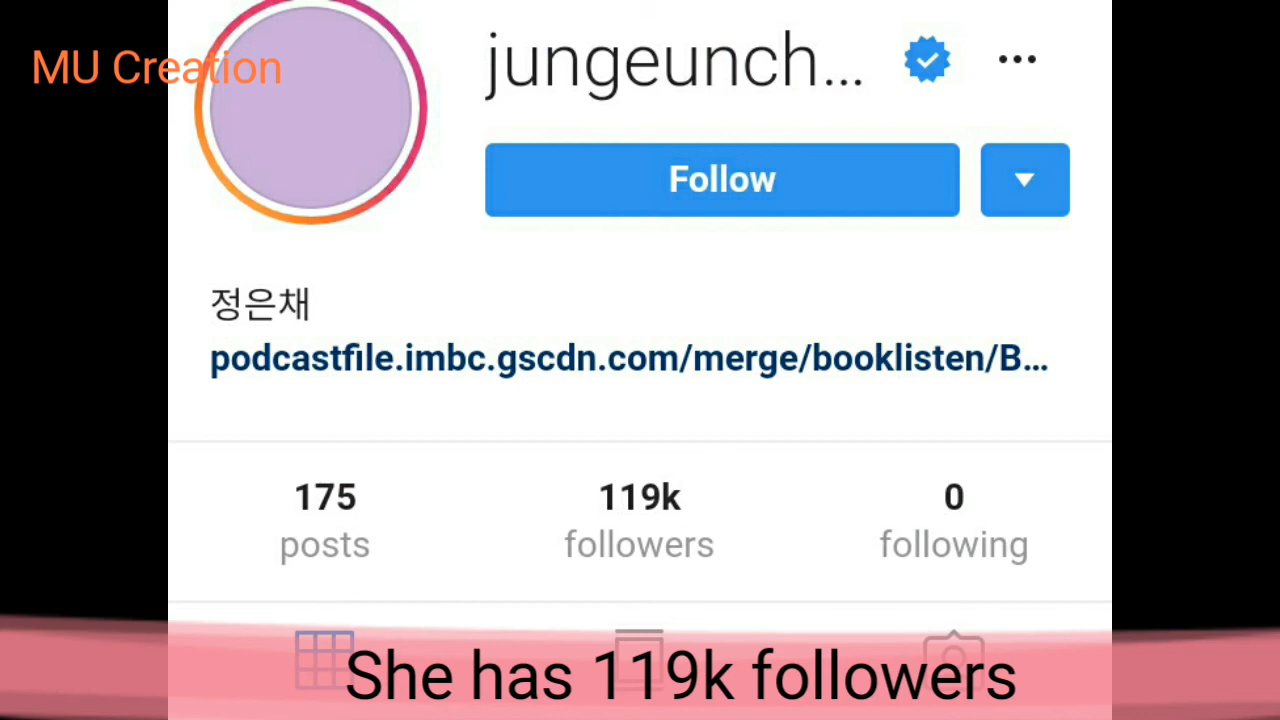 MU Creation
jungeunch...
Follow
정은채
podcastfile.imbc.gscdn.com/merge/booklisten/B...
175 119k 0
posts followers following
She has 119k followers